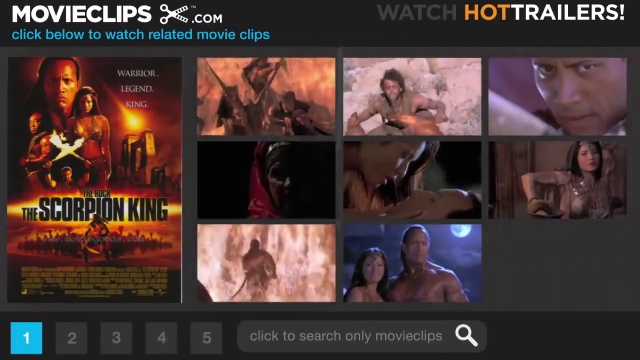 MOVIECLIPS .COM
WATCH HOTTRAILERS!
click below to watch related movie clips
WARRIOR.
LEGEND.
KING.
THE ROCK
THE SCORPION KING
1 2 3 4 5
click to search only movieclips